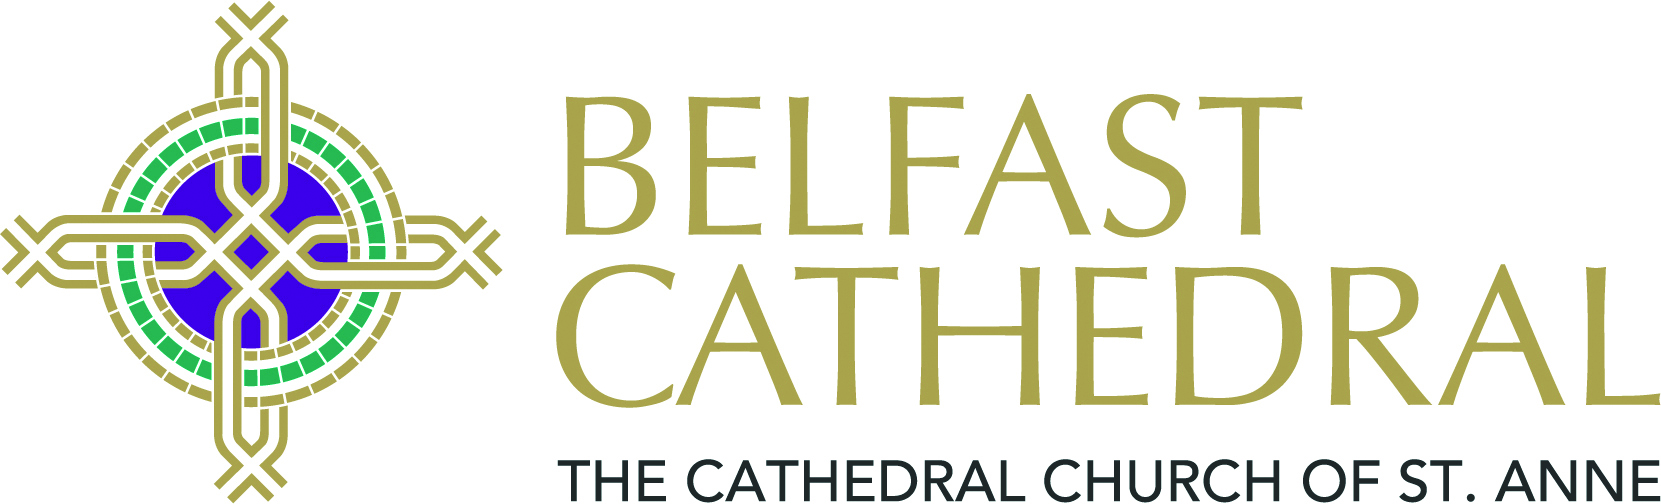 BELFAST
CATHEDRAL
THE CATHEDRAL CHURCH OF ST. ANNE